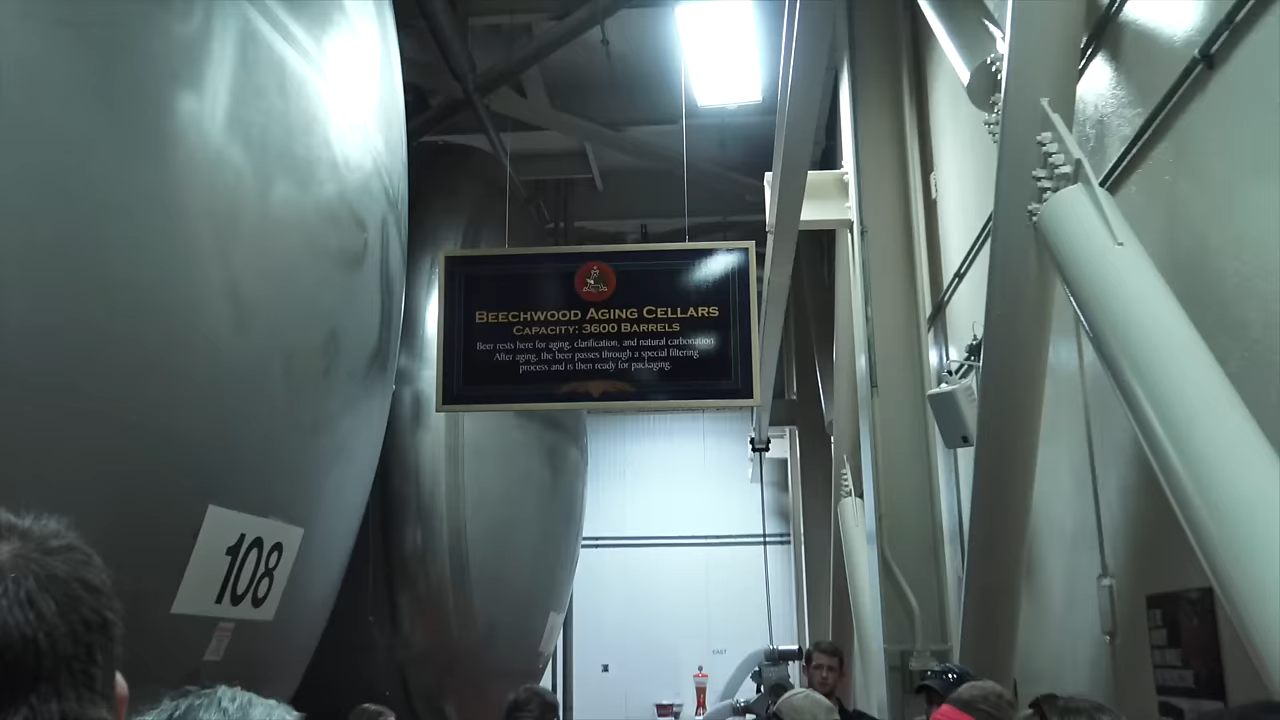 BEECHWOOD AGING CELLARS
CAPACITY: 3600 BARRELS
Beer rests here for aging, clarification, and natural carbonation.
After aging, the beer passes through a special filtering
process and is then ready for packaging.
108
EAST